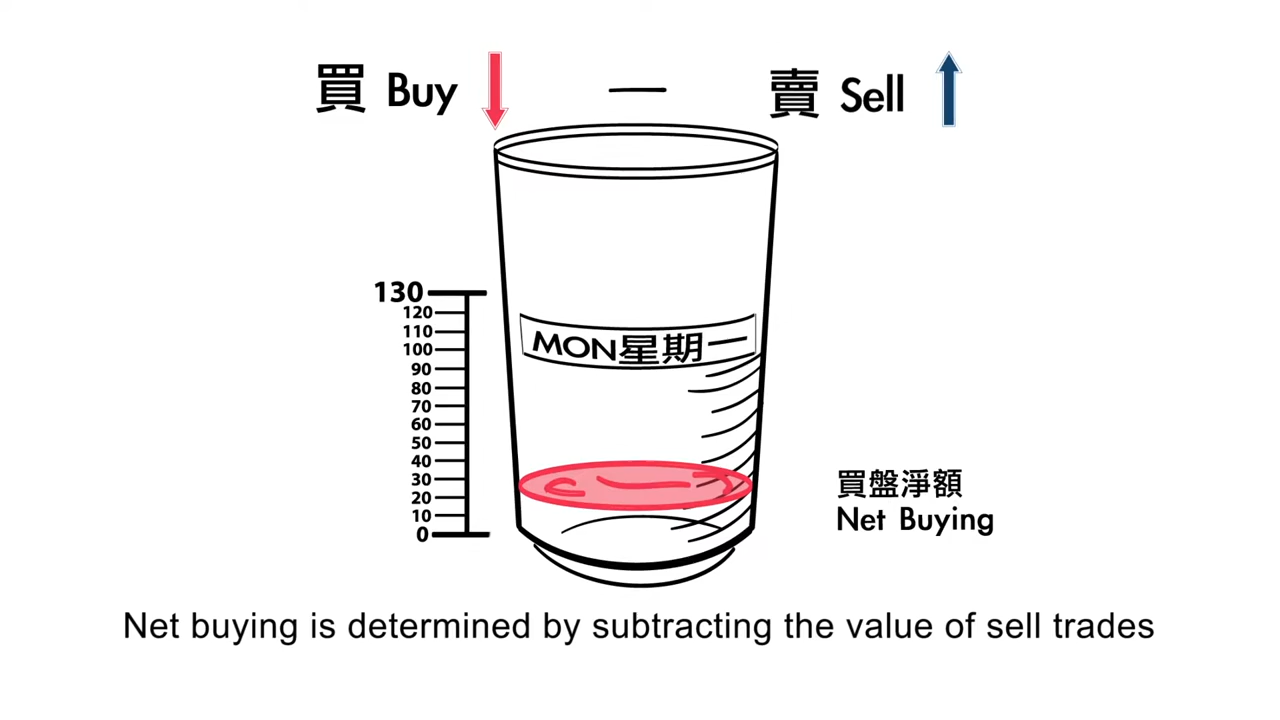 買 Buy — 賣 Sell
130
120
110
100
90
80
70
60
50
40
30
20
10
0
MON星期一
買盤淨額
Net Buying
Net buying is determined by subtracting the value of sell trades